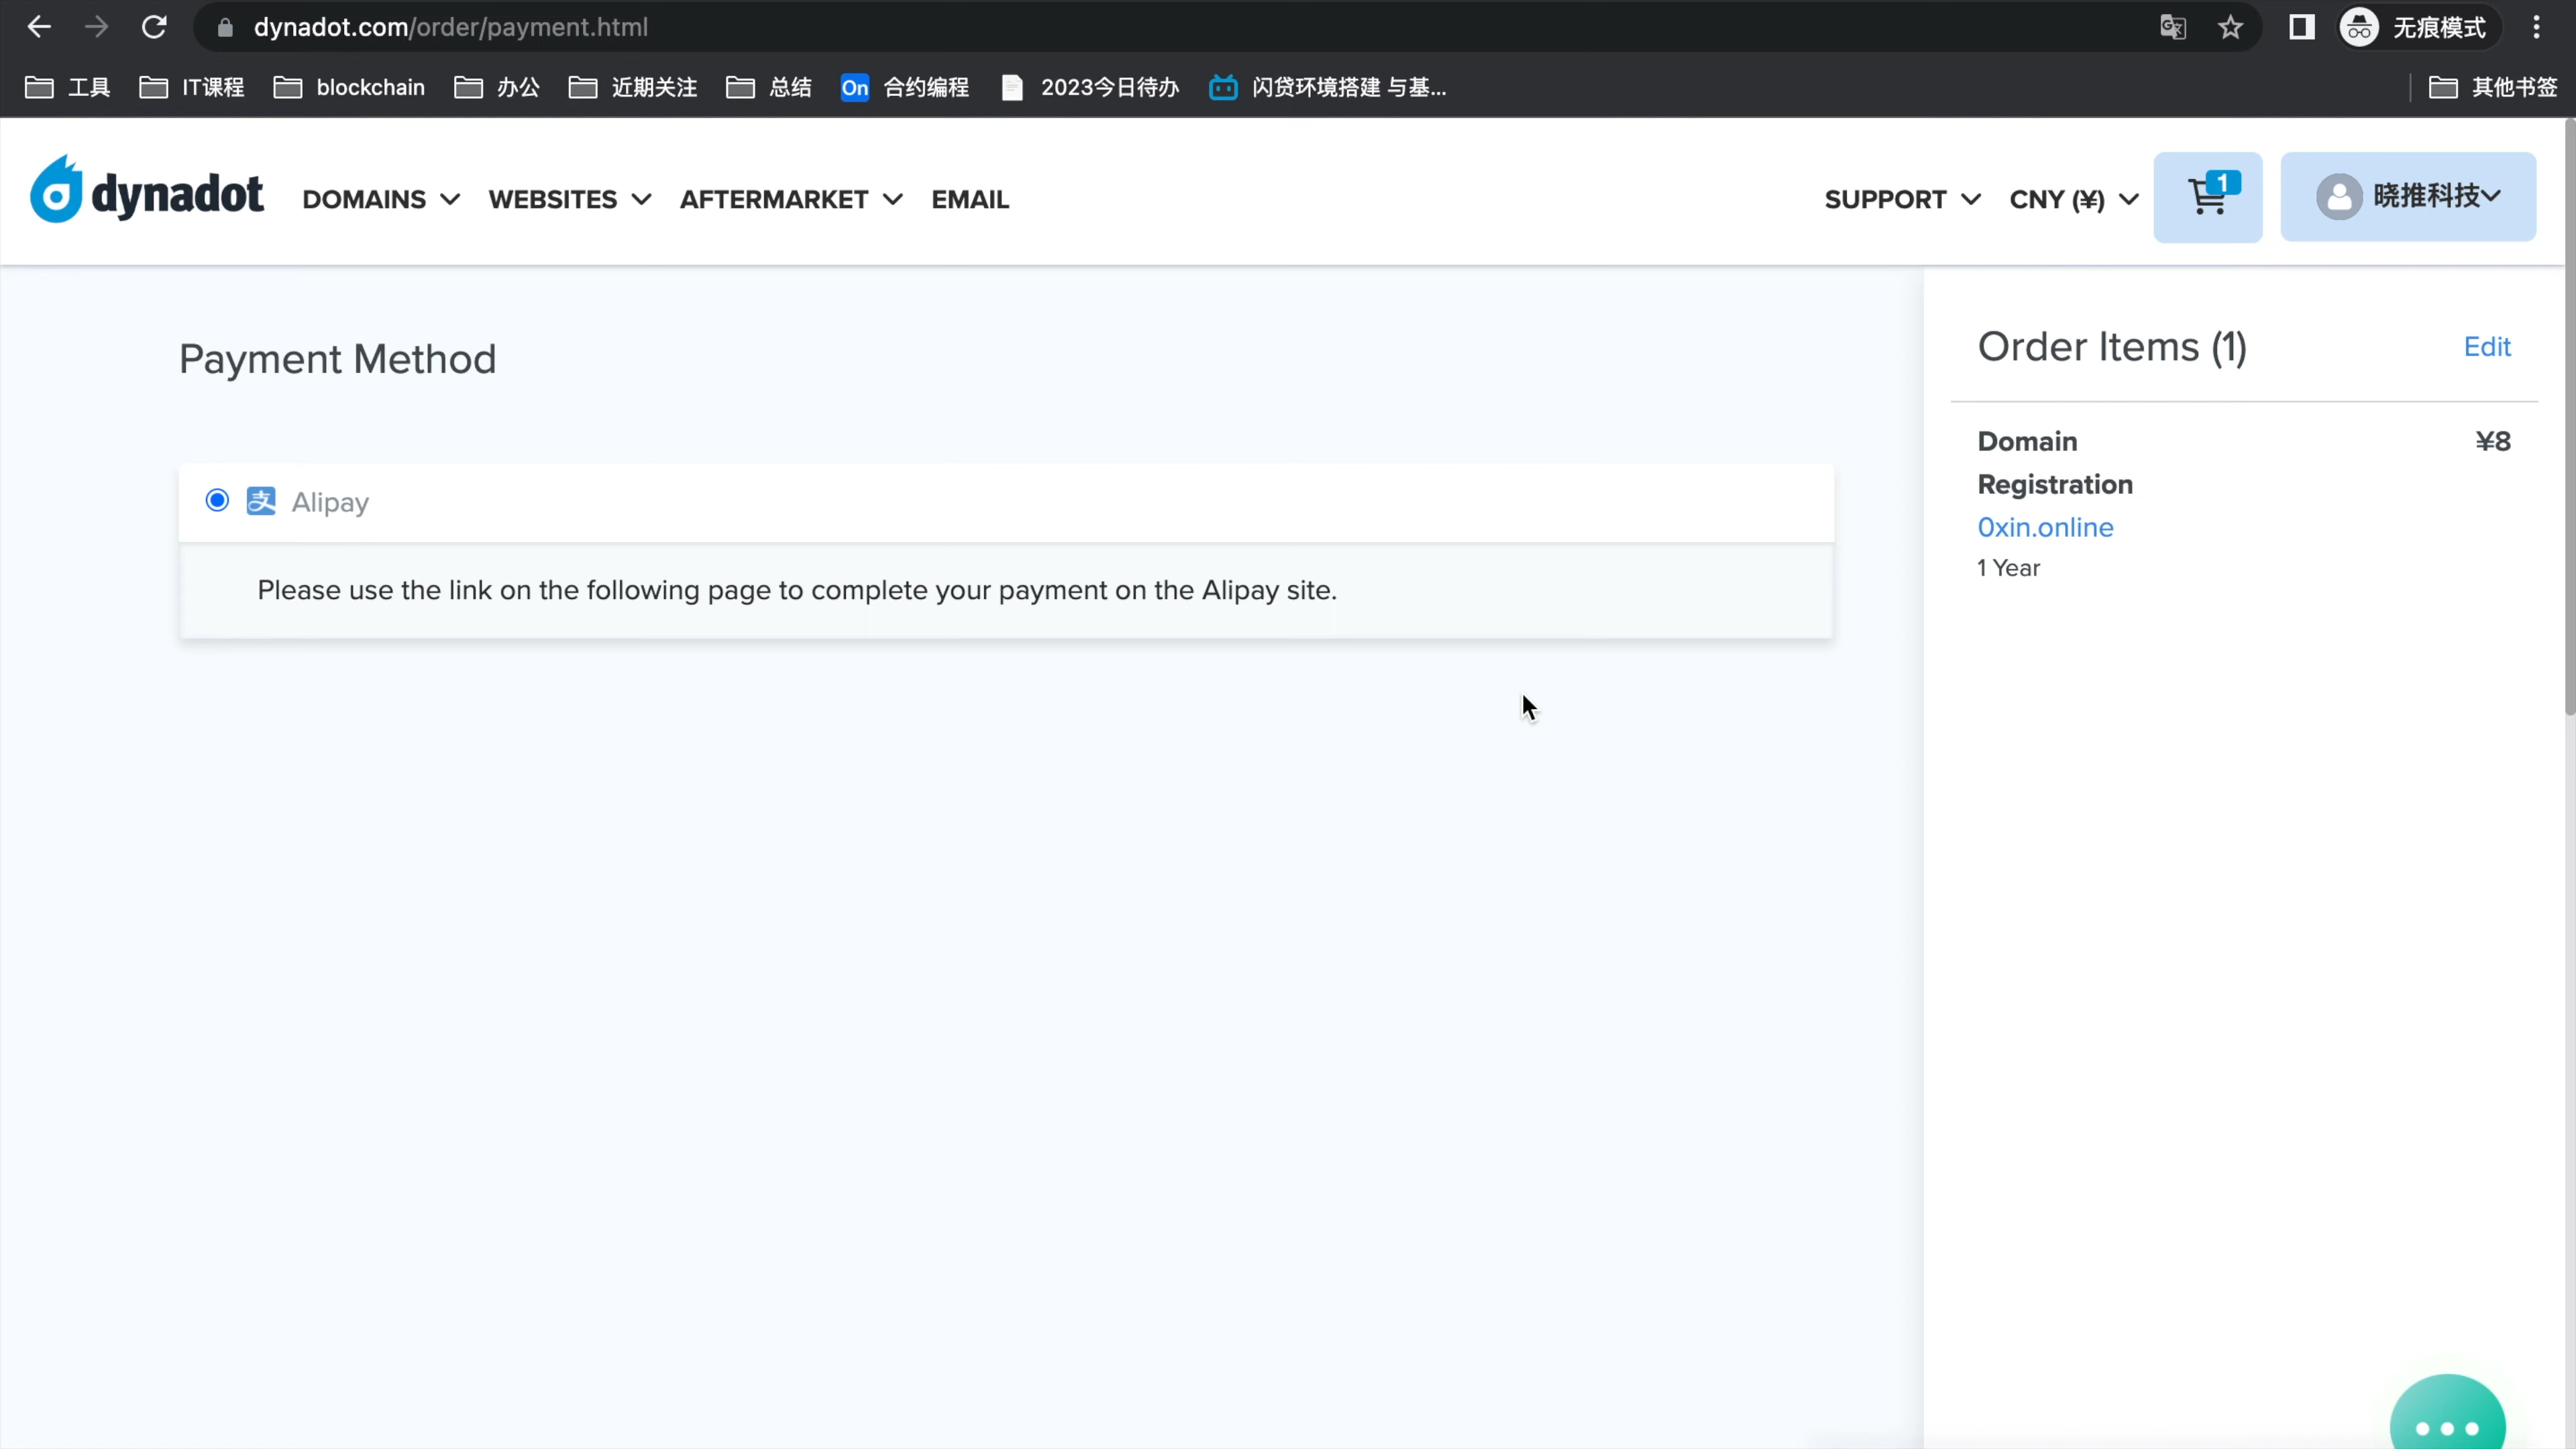 dynadot.com/order/payment.html
无痕模式
工具
IT课程
blockchain
办公
近期关注
总结
On 合约编程
2023今日待办
闪贷环境搭建 与基...
其他书签
dynadot
DOMAINS
WEBSITES
AFTERMARKET
EMAIL
SUPPORT
CNY (¥)
1
晓推科技
Payment Method
支 Alipay
Please use the link on the following page to complete your payment on the Alipay site.
Order Items (1)
Edit
Domain ¥8
Registration
0xin.online
1 Year